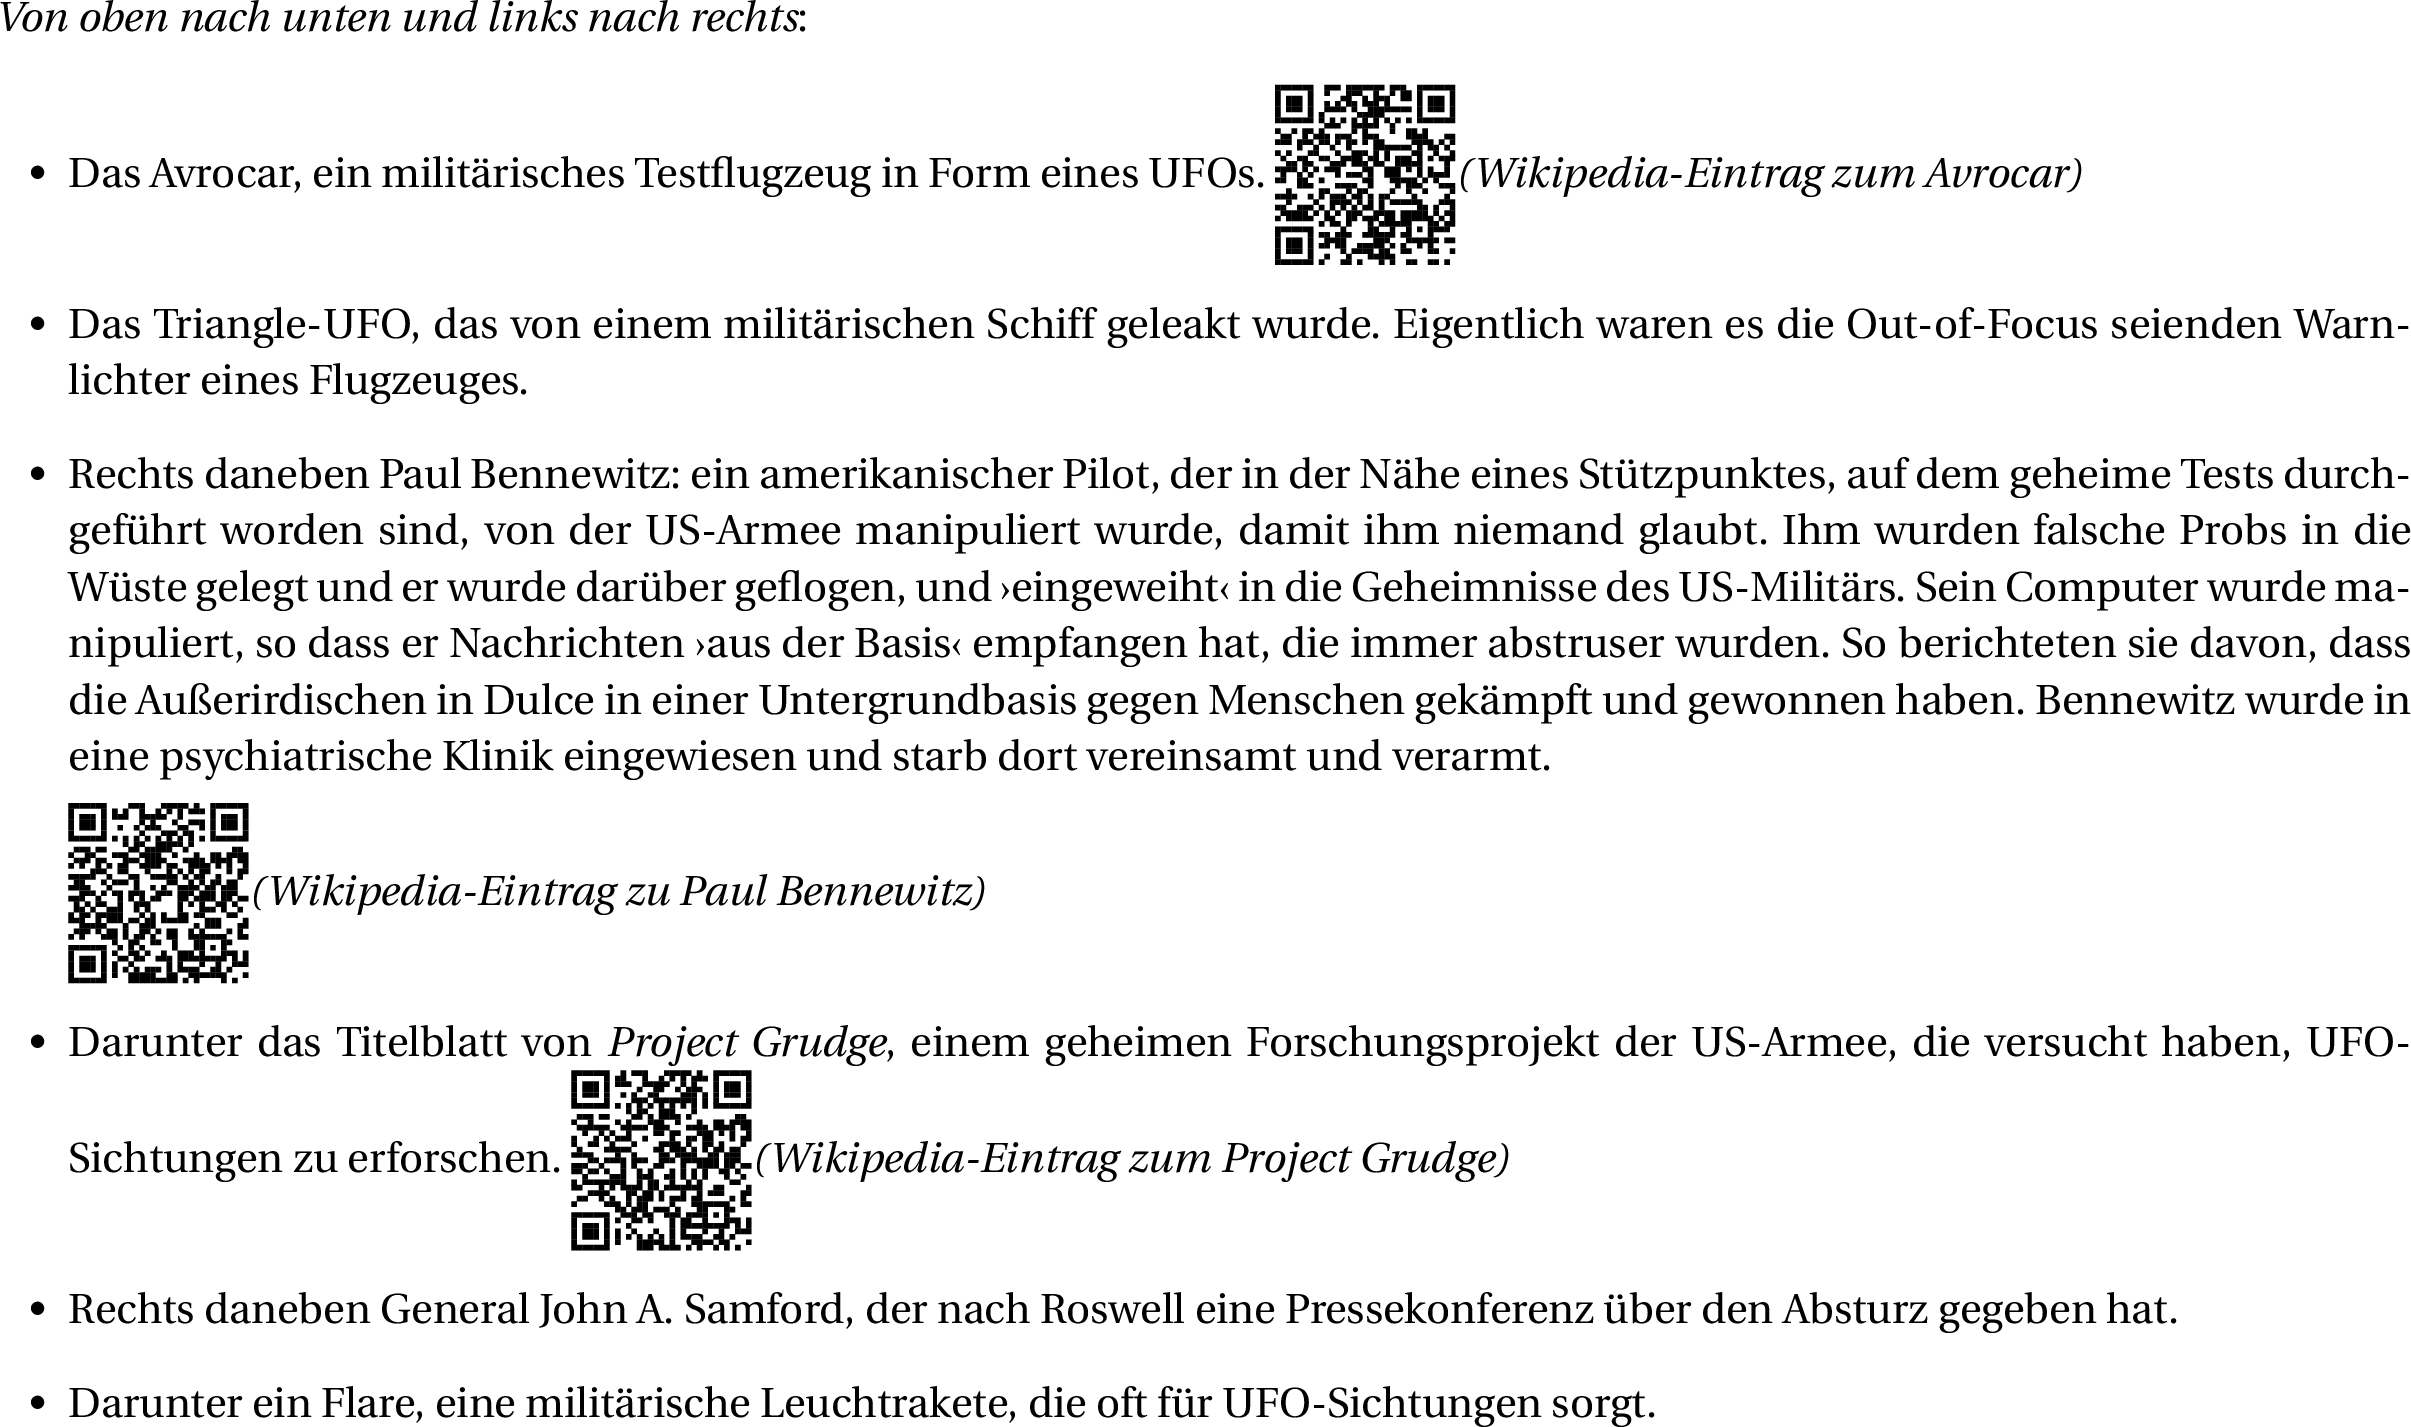 Von oben nach unten und links nach rechts:
• Das Avrocar, ein militärisches Testflugzeug in Form eines UFOs. (Wikipedia-Eintrag zum Avrocar)
• Das Triangle-UFO, das von einem militärischen Schiff geleakt wurde. Eigentlich waren es die Out-of-Focus seienden Warn-
lichter eines Flugzeuges.
• Rechts daneben Paul Bennewitz: ein amerikanischer Pilot, der in der Nähe eines Stützpunktes, auf dem geheime Tests durch-
geführt worden sind, von der US-Armee manipuliert wurde, damit ihm niemand glaubt. Ihm wurden falsche Probs in die
Wüste gelegt und er wurde darüber geflogen, und ›eingeweiht‹ in die Geheimnisse des US-Militärs. Sein Computer wurde ma-
nipuliert, so dass er Nachrichten ›aus der Basis‹ empfangen hat, die immer abstruser wurden. So berichteten sie davon, dass
die Außerirdischen in Dulce in einer Untergrundbasis gegen Menschen gekämpft und gewonnen haben. Bennewitz wurde in
eine psychiatrische Klinik eingewiesen und starb dort vereinsamt und verarmt.
(Wikipedia-Eintrag zu Paul Bennewitz)
• Darunter das Titelblatt von Project Grudge, einem geheimen Forschungsprojekt der US-Armee, die versucht haben, UFO-
Sichtungen zu erforschen. (Wikipedia-Eintrag zum Project Grudge)
• Rechts daneben General John A. Samford, der nach Roswell eine Pressekonferenz über den Absturz gegeben hat.
• Darunter ein Flare, eine militärische Leuchtrakete, die oft für UFO-Sichtungen sorgt.